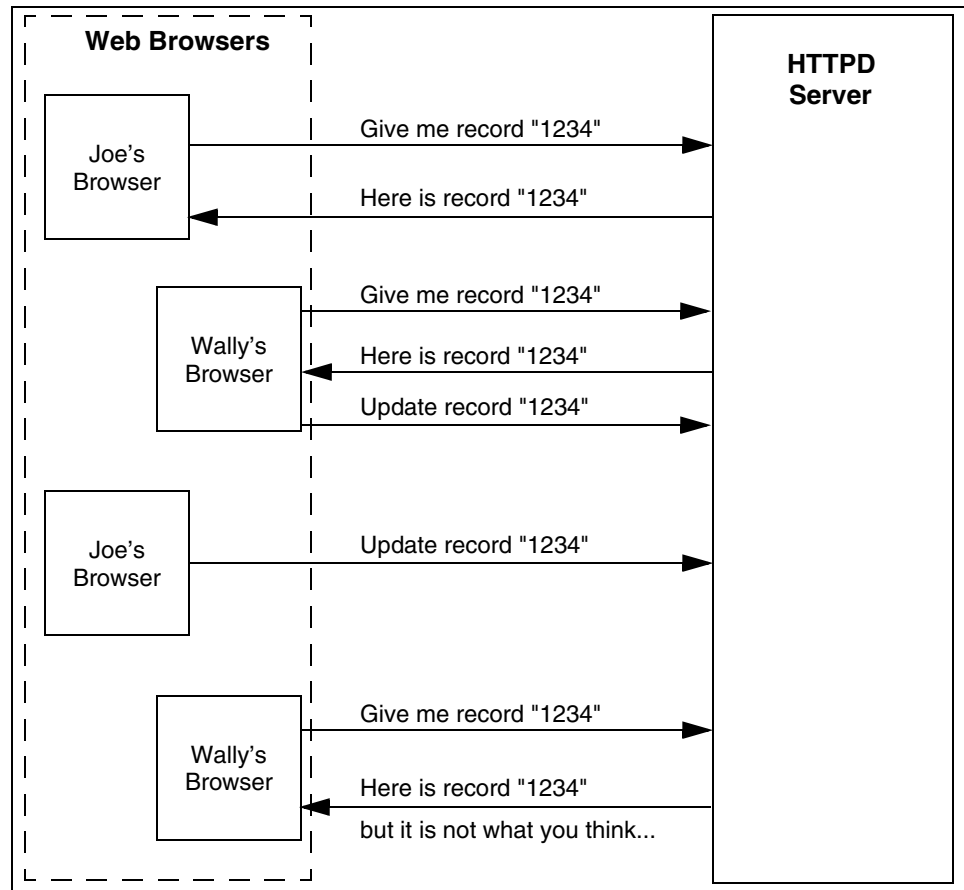 Web Browsers
HTTPD
Server
Joe's
Browser
Give me record "1234"
Here is record "1234"
Wally's
Browser
Give me record "1234"
Here is record "1234"
Update record "1234"
Joe's
Browser
Update record "1234"
Wally's
Browser
Give me record "1234"
Here is record "1234"
but it is not what you think...